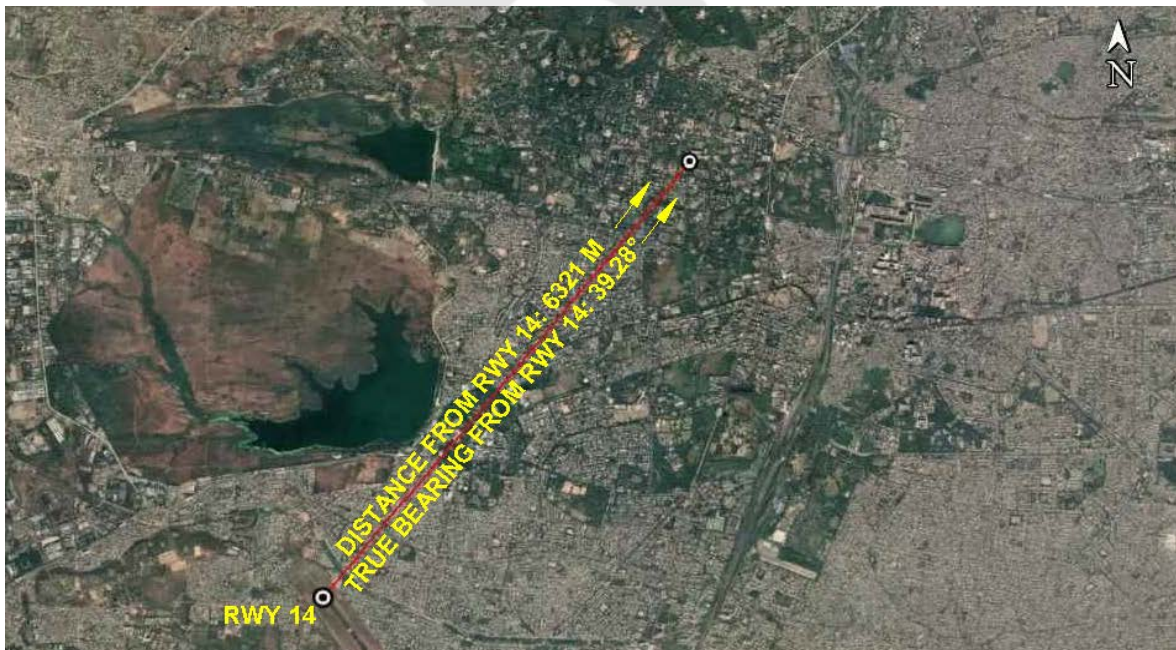 N
DISTANCE FROM RWY 14: 6321 M
TRUE BEARING FROM RWY 14: 39.28°
RWY 14